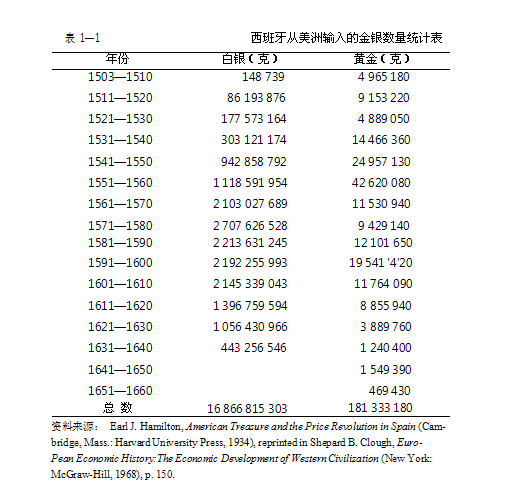 表 1—1 西班牙从美洲输入的金银数量统计表
年份 白银（克） 黄金（克）
1503—1510 148 739 4 965 180
1511—1520 86 193 876 9 153 220
1521—1530 177 573 164 4 889 050
1531—1540 303 121 174 14 466 360
1541—1550 942 858 792 24 957 130
1551—1560 1 118 591 954 42 620 080
1561—1570 2 103 027 689 11 530 940
1571—1580 2 707 626 528 9 429 140
1581—1590 2 213 631 245 12 101 650
1591—1600 2 192 255 993 19 541 '4'20
1601—1610 2 145 339 043 11 764 090
1611—1620 1 396 759 594 8 855 940
1621—1630 1 056 430 966 3 889 760
1631—1640 443 256 546 1 240 400
1641—1650 1 549 390
1651—1660 469 430
总 数 16 866 815 303 181 333 180
资料来源： Earl J. Hamilton, American Treasure and the Price Revolution in Spain (Cam-
bridge, Mass.: Harvard University Press, 1934), reprinted in Shepard B. Clough, Euro-
Pean Economic History: The Economic Development of Western Civilization (New York:
McGraw-Hill, 1968), p. 150.